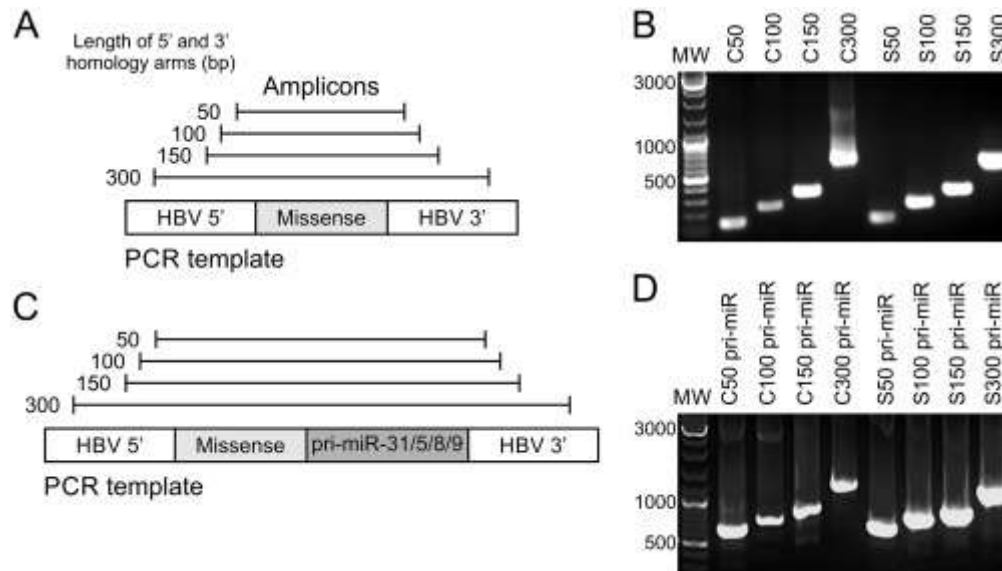 A
Length of 5' and 3'
homology arms (bp)
Amplicons
50
100
150
300
HBV 5' Missense HBV 3'
PCR template
B
MW C50 C100 C150 C300 S50 S100 S150 S300
3000
1000
500
C
50
100
150
300
HBV 5' Missense pri-miR-31/5/8/9 HBV 3'
PCR template
D
MW C50 pri-miR C100 pri-miR C150 pri-miR C300 pri-miR S50 pri-miR S100 pri-miR S150 pri-miR S300 pri-miR
3000
1000
500